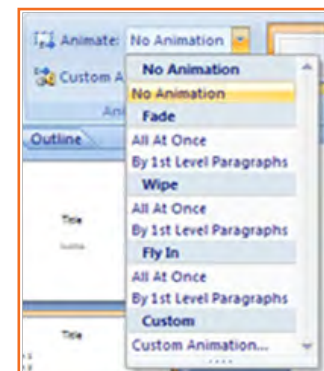 Animate: No Animation
Custom A
No Animation
No Animation
Fade
Outline
All At Once
By 1st Level Paragraphs
Wipe
Title
All At Once
By 1st Level Paragraphs
Fly In
All At Once
By 1st Level Paragraphs
Title
Custom
Custom Animation...